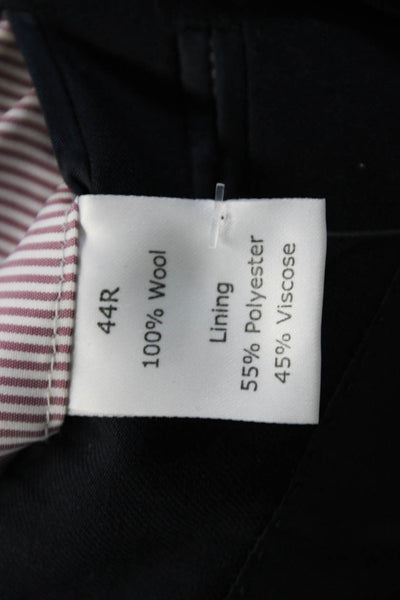 44R
100% Wool
Lining
55% Polyester
45% Viscose